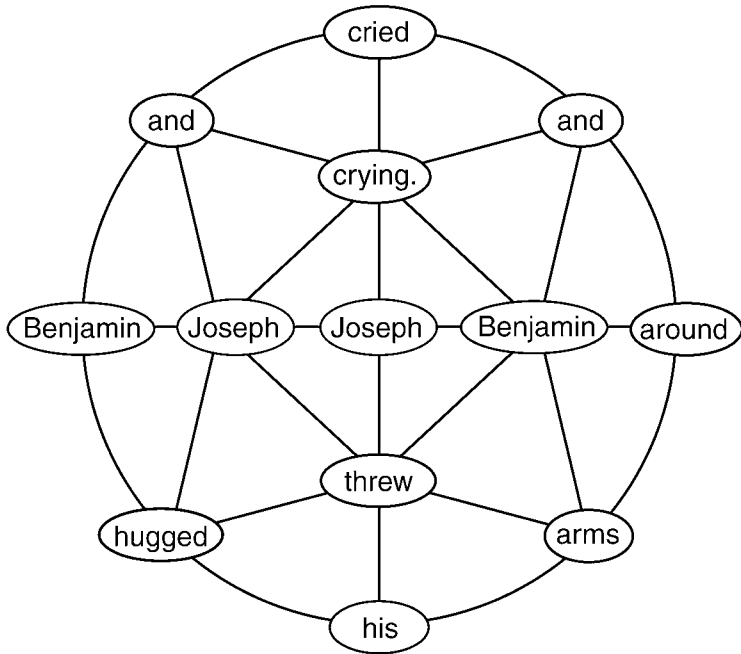 cried
and and
crying.
Benjamin Joseph Joseph Benjamin around
threw
hugged arms
his